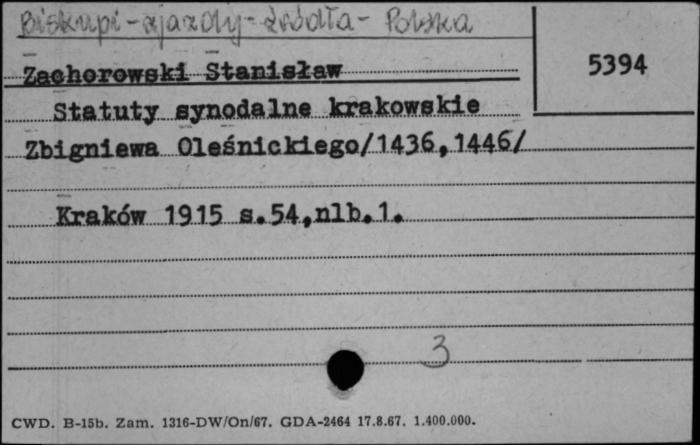 Biskupi - zjazdy - źródła - Polska
Zachorowski Stanisław
5394
Statuty synodalne krakowskie
Zbigniewa Oleśnickiego/1436,1446/
Kraków 1915 s.54,nlb.1.
3
CWD. B-15b. Zam. 1316-DW/On/67. GDA-2464 17.8.67. 1.400.000.